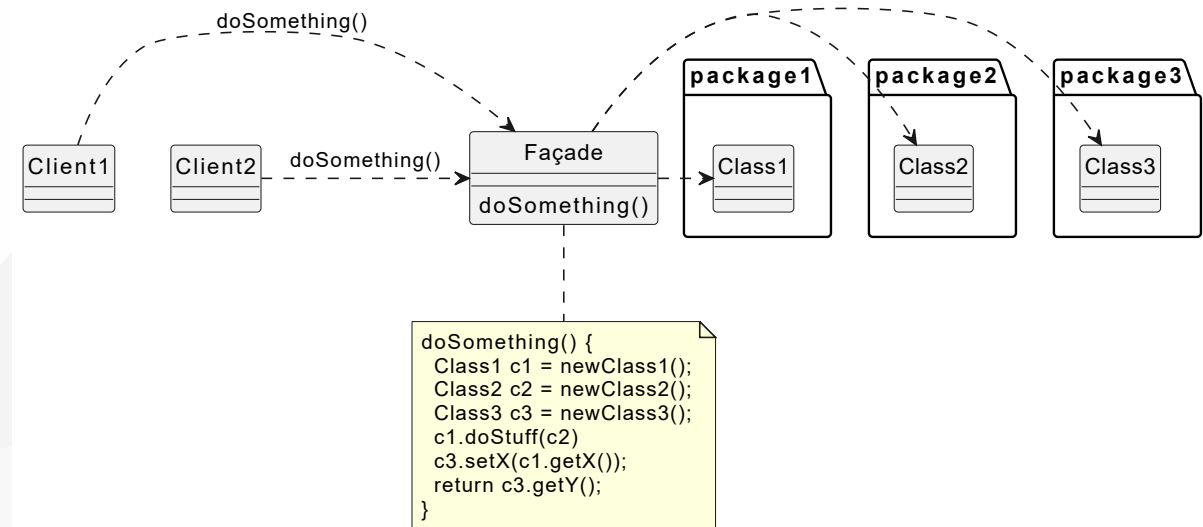 doSomething()
package1
package2
package3
Client1
Client2
doSomething()
Façade
doSomething()
Class1
Class2
Class3
doSomething() {
Class1 c1 = newClass1();
Class2 c2 = newClass2();
Class3 c3 = newClass3();
c1.doStuff(c2)
c3.setX(c1.getX());
return c3.getY();
}